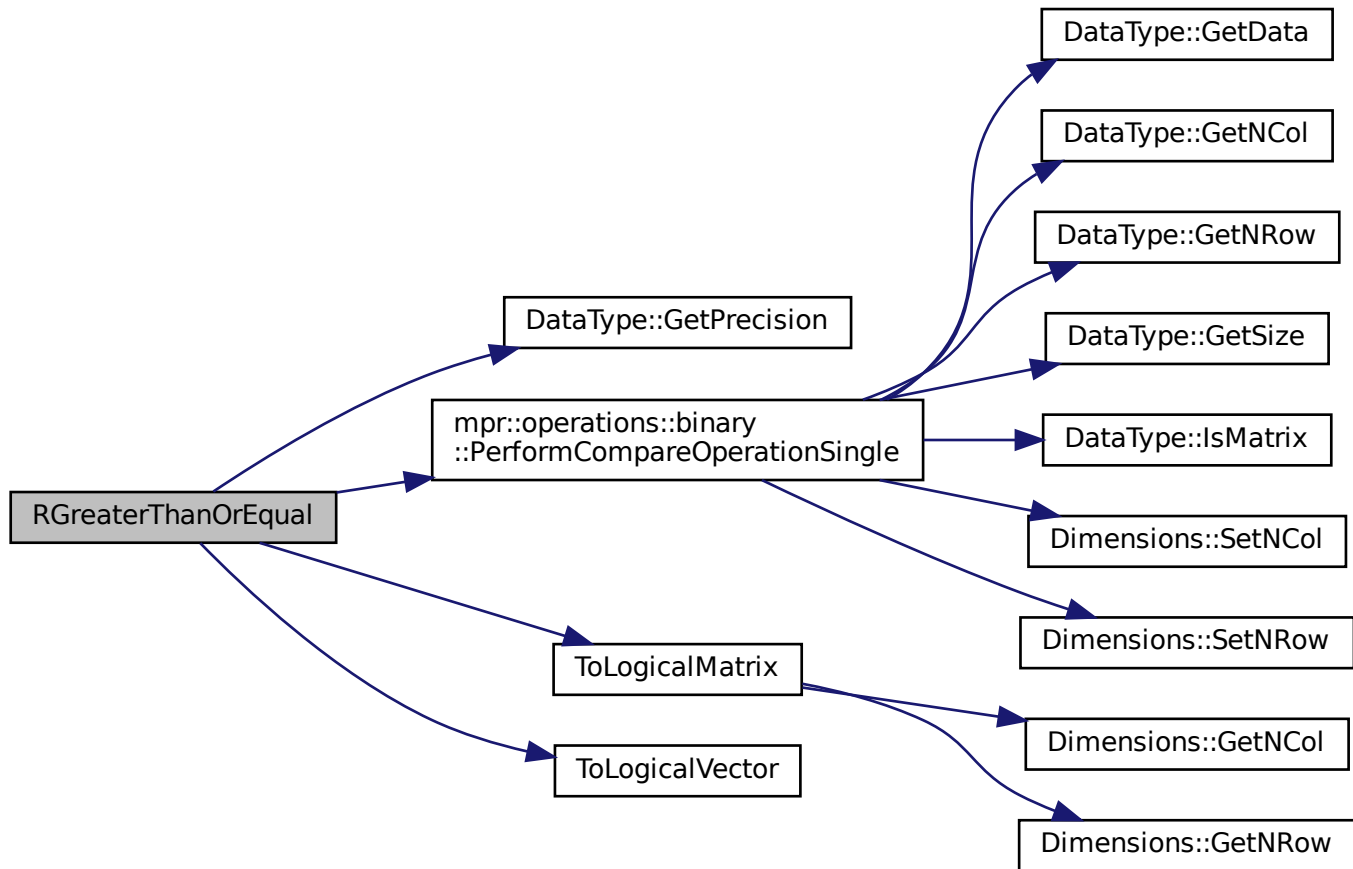 DataType::GetData
DataType::GetNCol
DataType::GetNRow
DataType::GetPrecision
DataType::GetSize
mpr::operations::binary
::PerformCompareOperationSingle
DataType::IsMatrix
RGreaterThanOrEqual
Dimensions::SetNCol
Dimensions::SetNRow
ToLogicalMatrix
Dimensions::GetNCol
ToLogicalVector
Dimensions::GetNRow